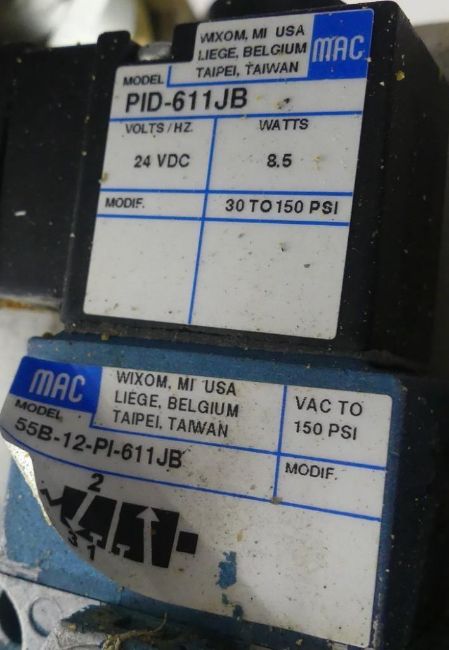 WIXOM, MI USA
LIEGE, BELGIUM
TAIPEI, TAIWAN
MAC
MODEL
PID-611JB
VOLTS/HZ.
WATTS
24 VDC
8.5
MODIF.
30 TO 150 PSI
MAC
WIXOM, MI USA
LIEGE, BELGIUM
TAIPEI, TAIWAN
VAC TO
150 PSI
MODEL
55B-12-PI-611JB
MODIF.
2
3 1